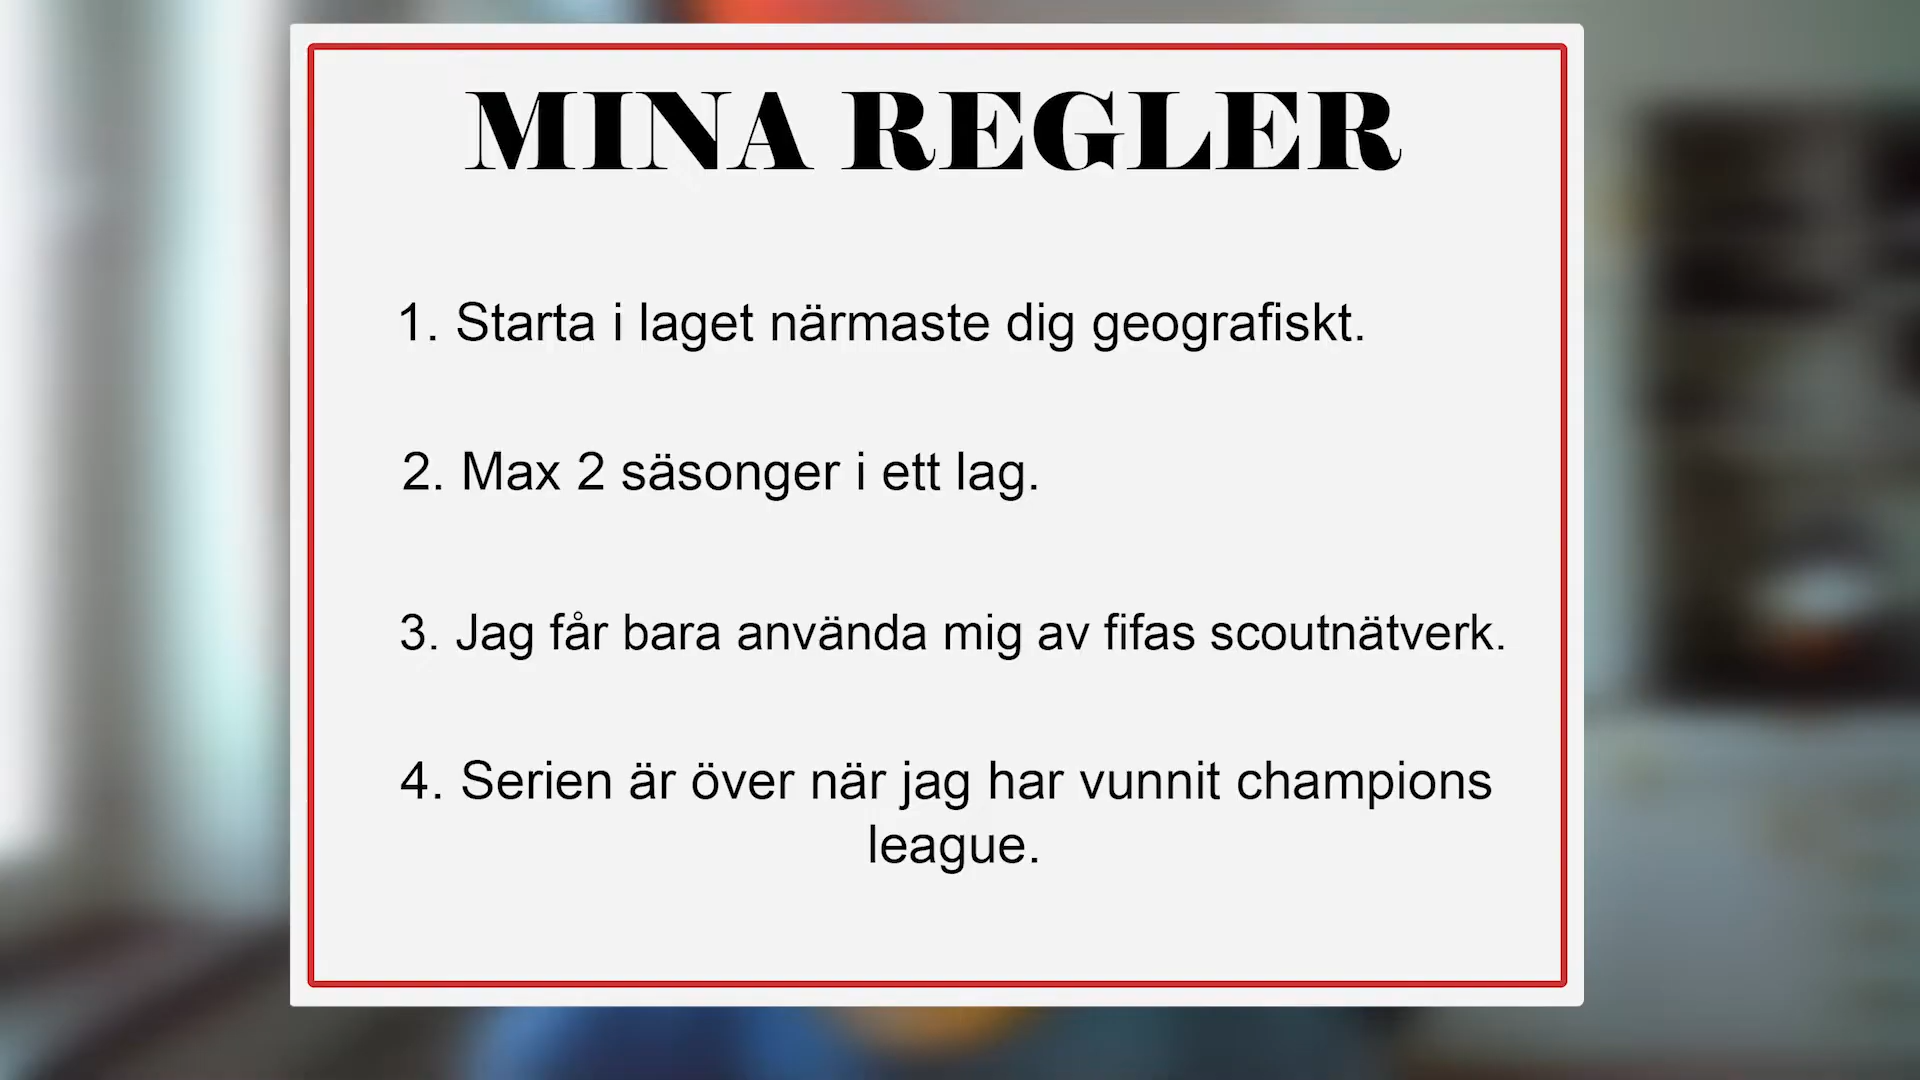 MINA REGLER
1. Starta i laget närmaste dig geografiskt.
2. Max 2 säsonger i ett lag.
3. Jag får bara använda mig av fifas scoutnätverk.
4. Serien är över när jag har vunnit champions
league.